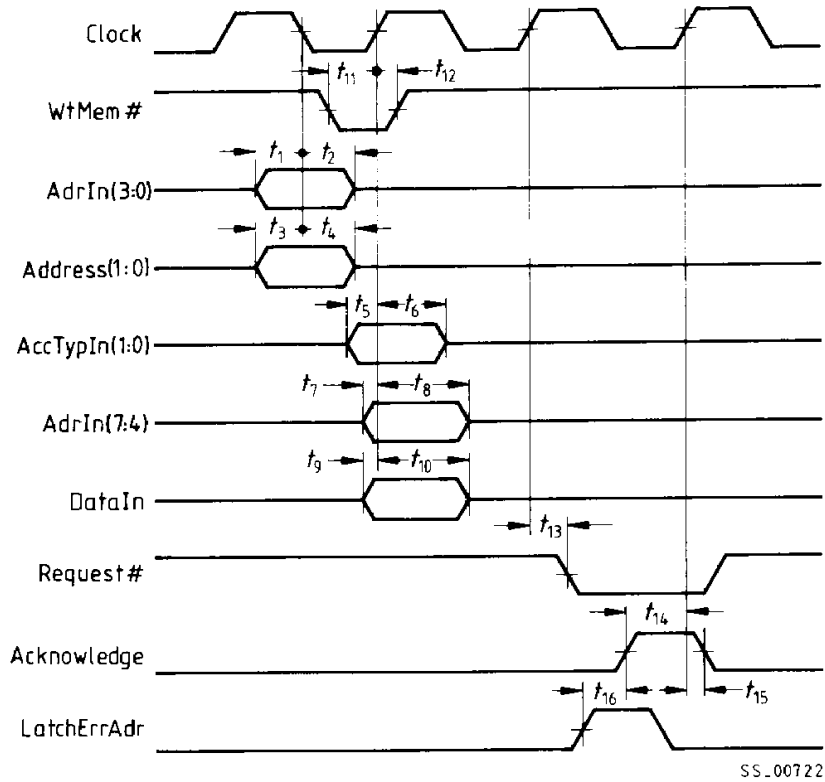 Clock
t11 t12
WtMem #
t1 t2
AdrIn(3:0)
t3 t4
Address(1:0)
t5 t6
AccTypIn(1:0)
t7 t8
AdrIn(7:4)
t9 t10
DataIn
t13
Request#
t14
Acknowledge
t16 t15
LatchErrAdr
SS_00722